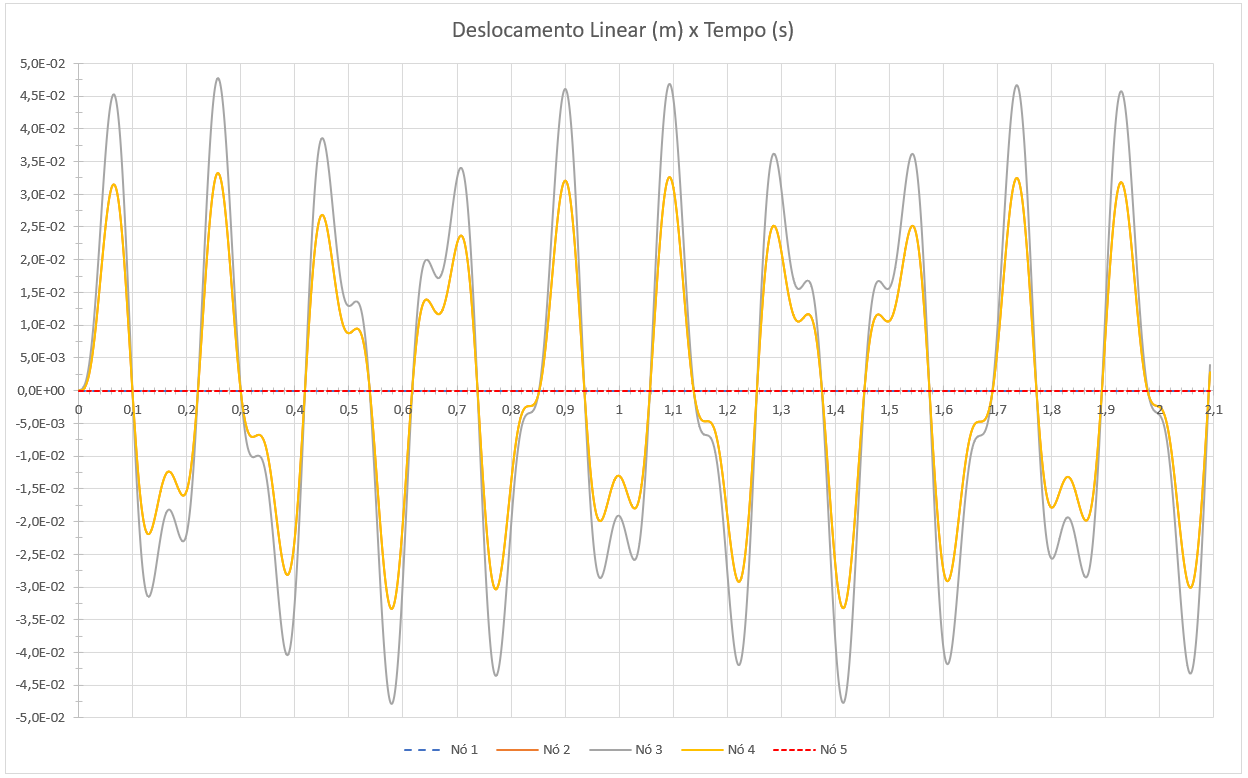 Deslocamento Linear (m) x Tempo (s)
5,0E-02
4,5E-02
4,0E-02
3,5E-02
3,0E-02
2,5E-02
2,0E-02
1,5E-02
1,0E-02
5,0E-03
0,0E+00
0 0,1 0,2 0,3 0,4 0,5 0,6 0,7 0,8 0,9 1 1,1 1,2 1,3 1,4 1,5 1,6 1,7 1,8 1,9 2 2,1
-5,0E-03
-1,0E-02
-1,5E-02
-2,0E-02
-2,5E-02
-3,0E-02
-3,5E-02
-4,0E-02
-4,5E-02
-5,0E-02
Nó 1 Nó 2 Nó 3 Nó 4 Nó 5